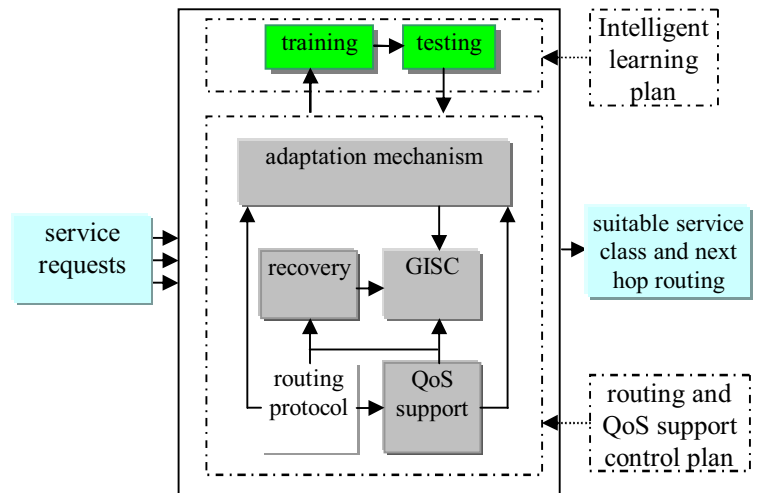 training
testing
Intelligent
learning
plan
adaptation mechanism
service
requests
recovery
GISC
suitable service
class and next
hop routing
routing
protocol
QoS
support
routing and
QoS support
control plan